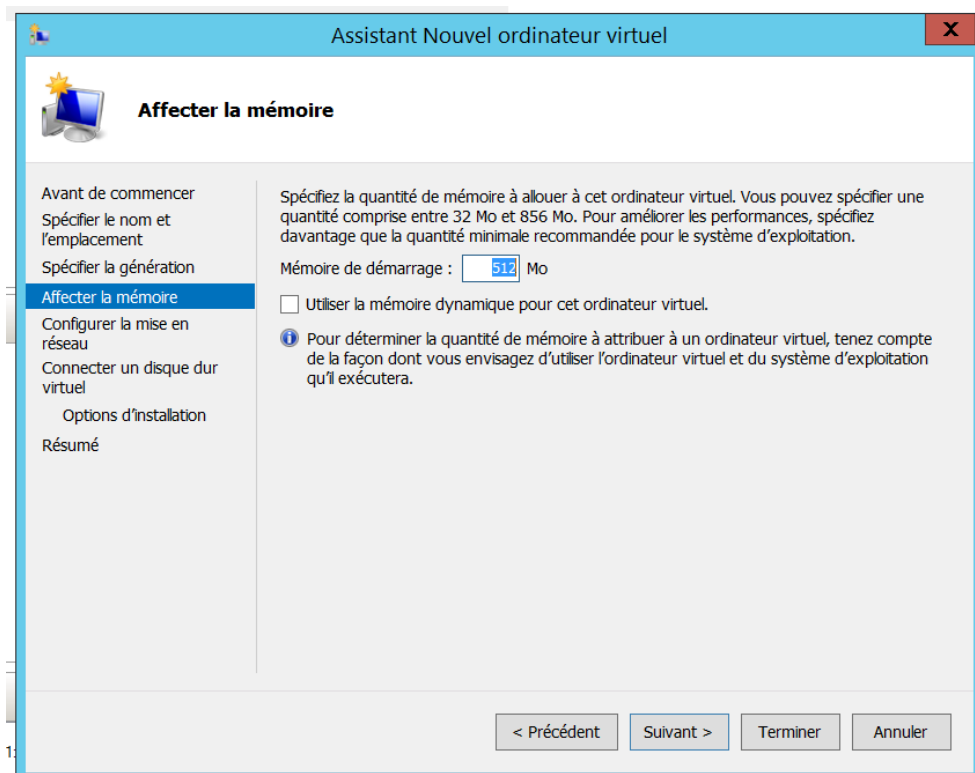 Assistant Nouvel ordinateur virtuel
X
Affecter la mémoire
Avant de commencer
Spécifier le nom et
l'emplacement
Spécifier la génération
Affecter la mémoire
Configurer la mise en
réseau
Connecter un disque dur
virtuel
Options d'installation
Résumé
Spécifiez la quantité de mémoire à allouer à cet ordinateur virtuel. Vous pouvez spécifier une
quantité comprise entre 32 Mo et 856 Mo. Pour améliorer les performances, spécifiez
davantage que la quantité minimale recommandée pour le système d'exploitation.
Mémoire de démarrage : 512 Mo
Utiliser la mémoire dynamique pour cet ordinateur virtuel.
Pour déterminer la quantité de mémoire à attribuer à un ordinateur virtuel, tenez compte
de la façon dont vous envisagez d'utiliser l'ordinateur virtuel et du système d'exploitation
qu'il exécutera.
< Précédent Suivant > Terminer Annuler